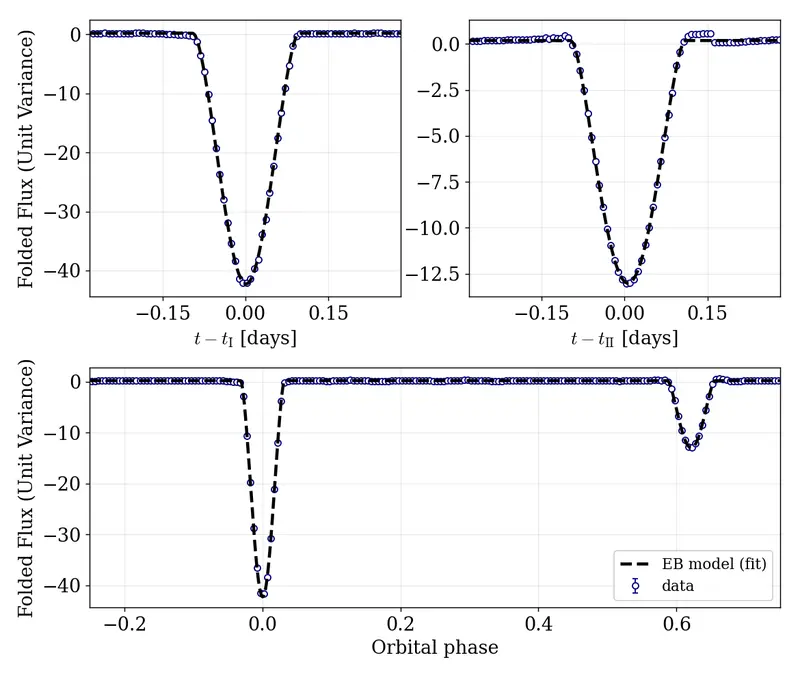 Folded Flux (Unit Variance)
0
−10
−20
−30
−40
−0.15 0.00 0.15
t − tI [days]
0.0
−2.5
−5.0
−7.5
−10.0
−12.5
−0.15 0.00 0.15
t − tII [days]
Folded Flux (Unit Variance)
0
−10
−20
−30
−40
−0.2 0.0 0.2 0.4 0.6
Orbital phase
EB model (fit)
data